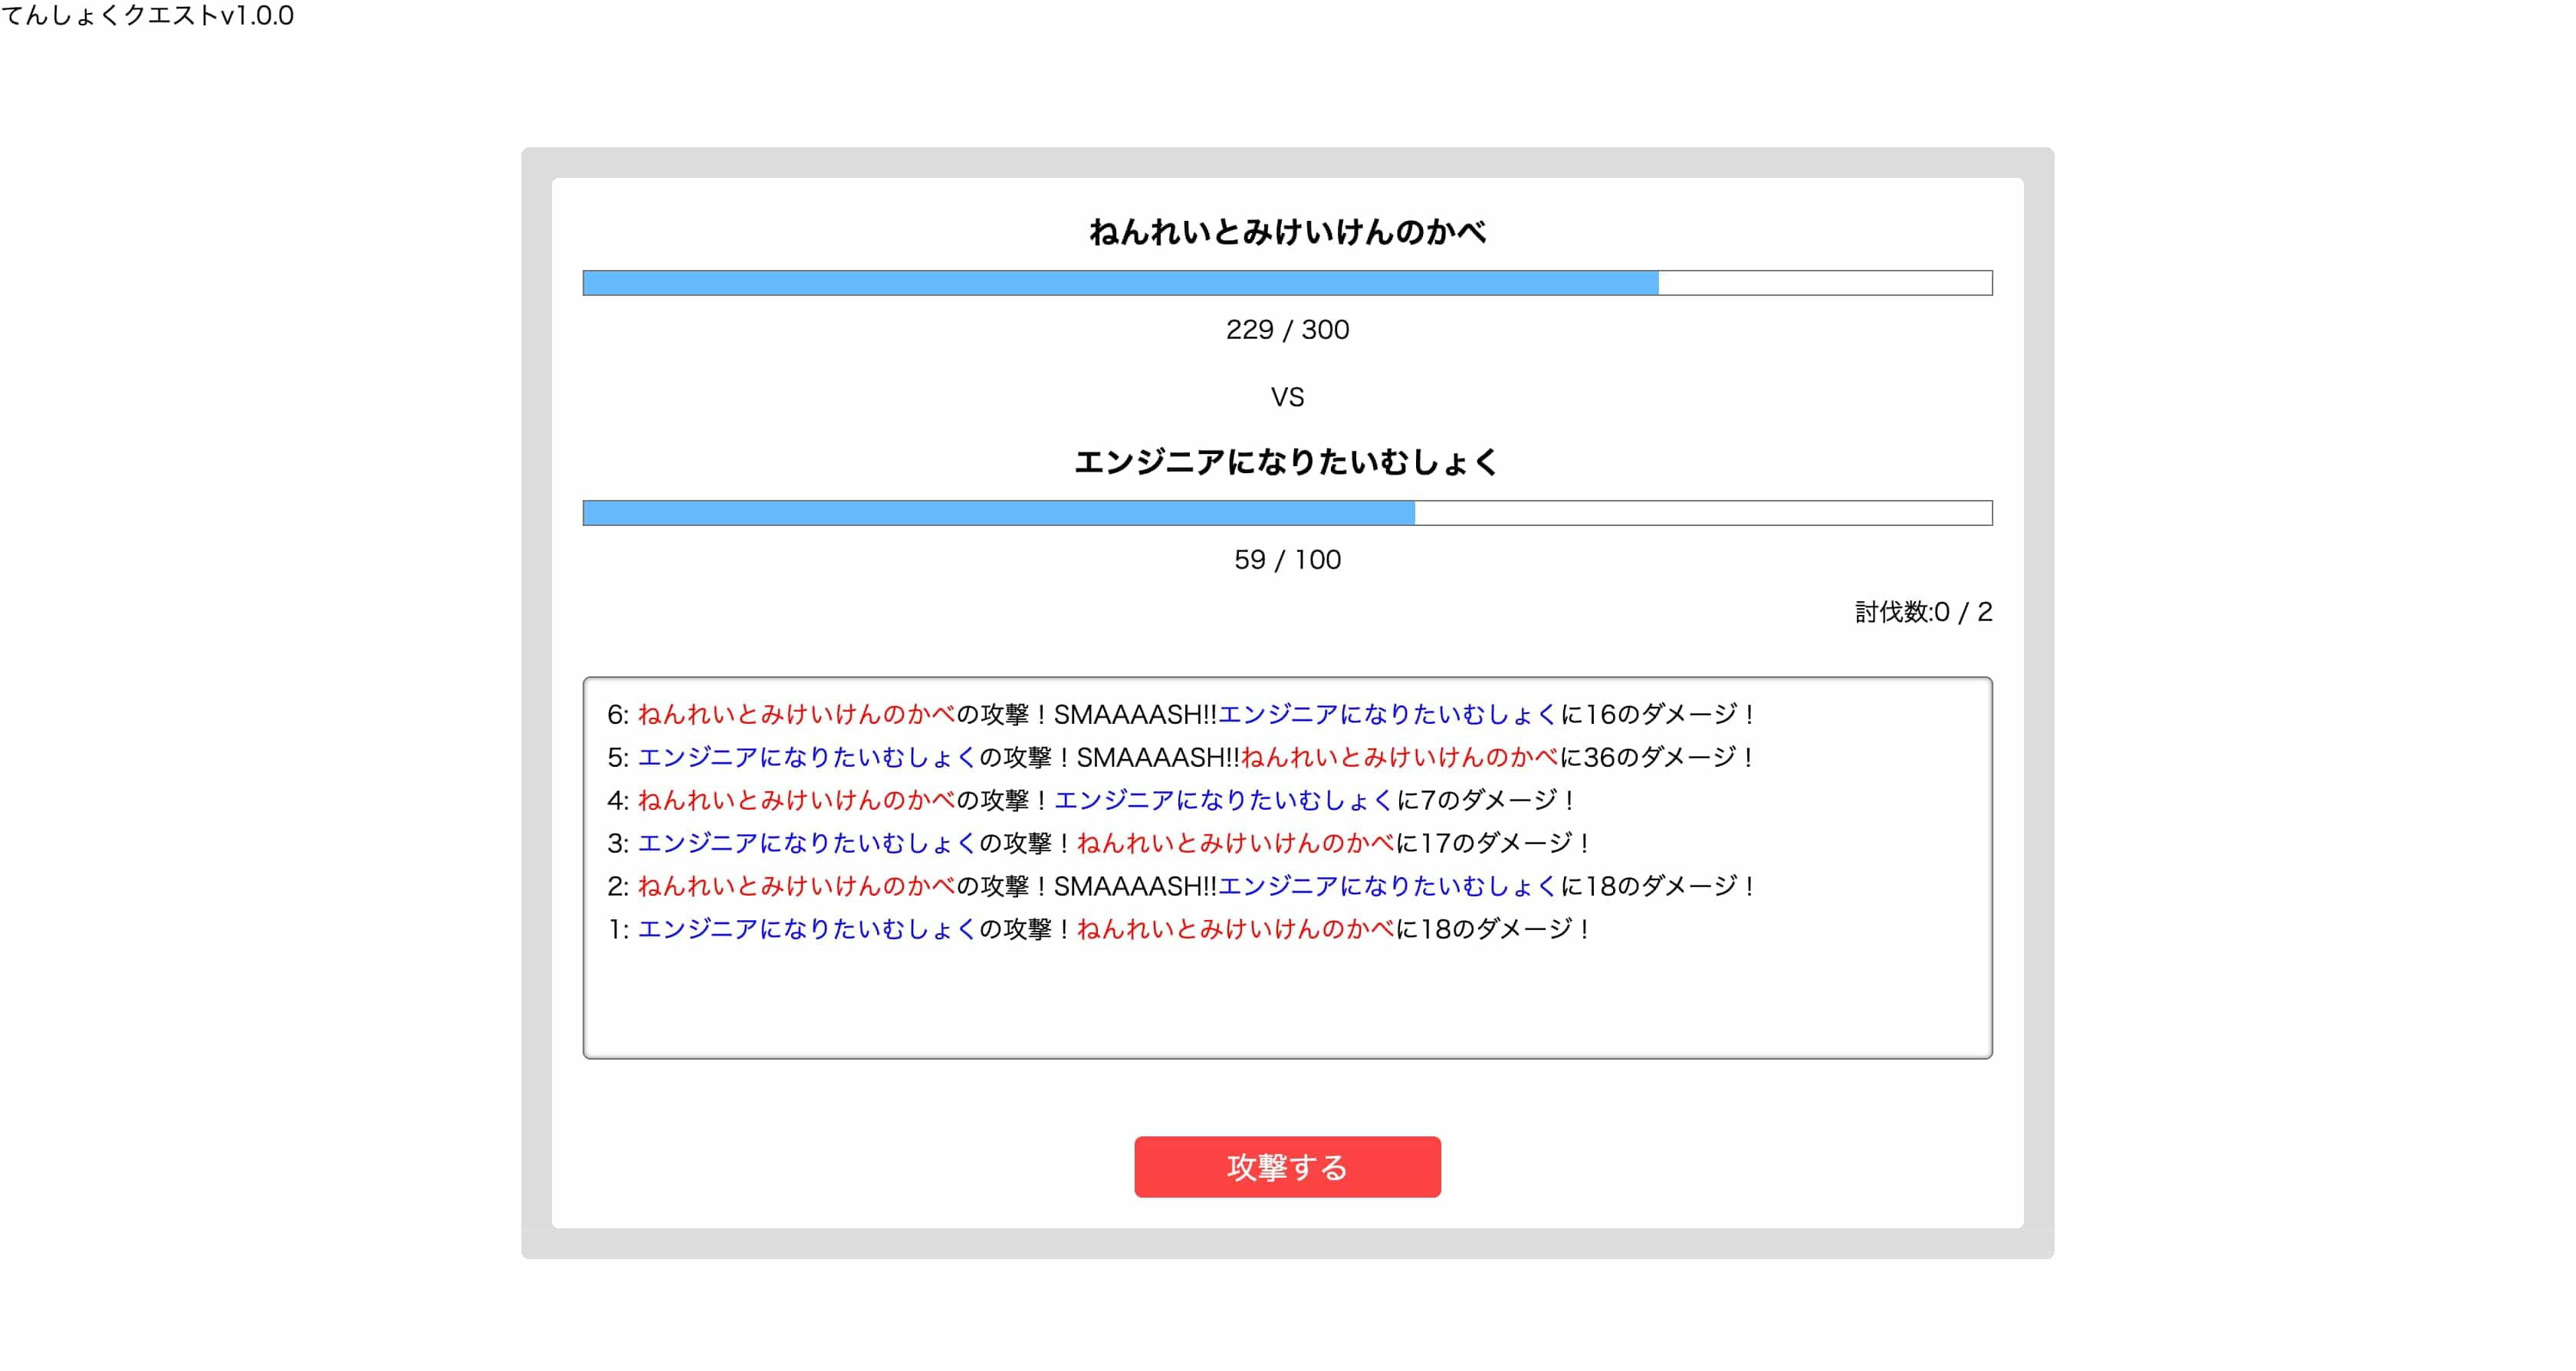 てんしょくクエストv1.0.0
ねんれいとみけいけんのかべ
229 / 300
VS
エンジニアになりたいむしょく
59 / 100
討伐数:0 / 2
6: ねんれいとみけいけんのかべの攻撃！SMAAAASH!!エンジニアになりたいむしょくに16のダメージ！
5: エンジニアになりたいむしょくの攻撃！SMAAAASH!!ねんれいとみけいけんのかべに36のダメージ！
4: ねんれいとみけいけんのかべの攻撃！エンジニアになりたいむしょくに7のダメージ！
3: エンジニアになりたいむしょくの攻撃！ねんれいとみけいけんのかべに17のダメージ！
2: ねんれいとみけいけんのかべの攻撃！SMAAAASH!!エンジニアになりたいむしょくに18のダメージ！
1: エンジニアになりたいむしょくの攻撃！ねんれいとみけいけんのかべに18のダメージ！
攻撃する